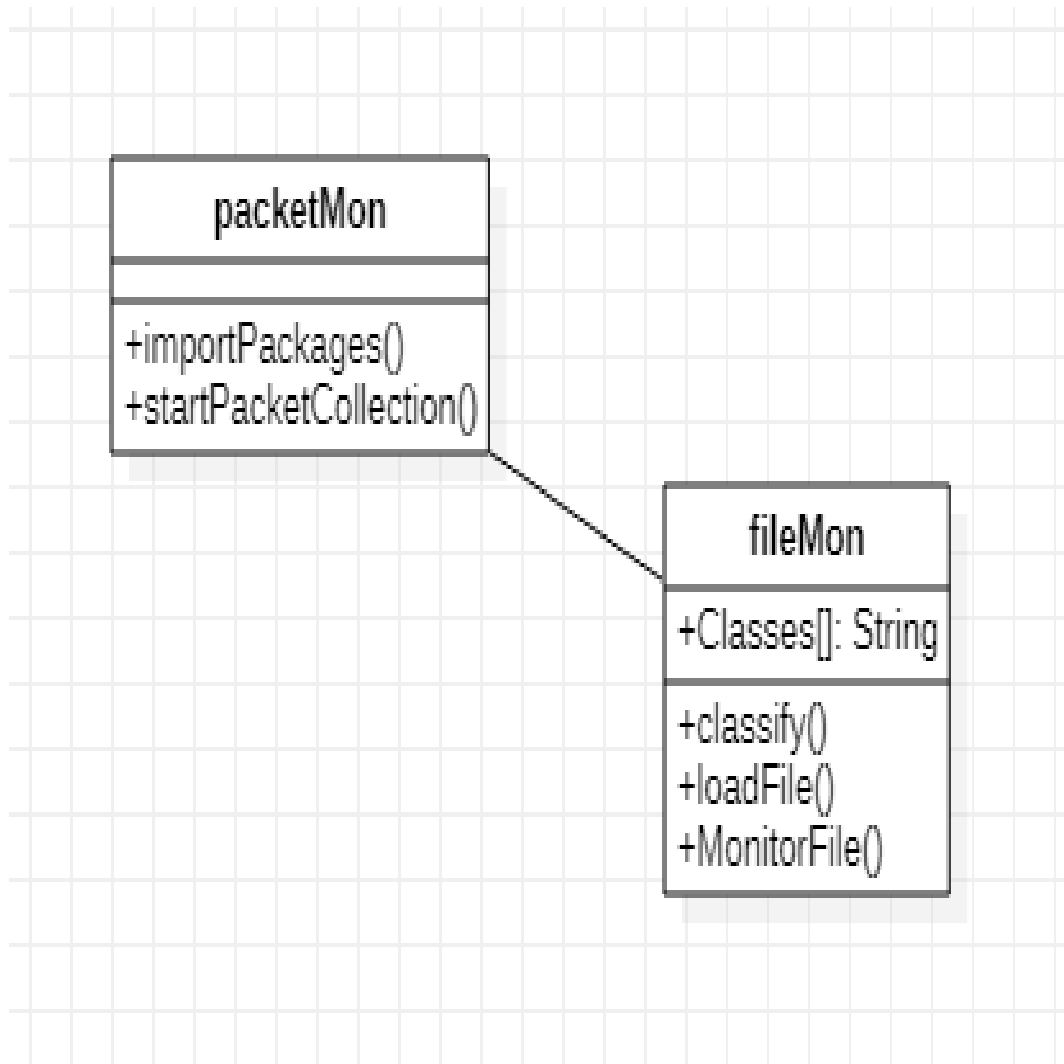 packetMon
+importPackages()
+startPacketCollection()
fileMon
+Classes[]: String
+classify()
+loadFile()
+MonitorFile()